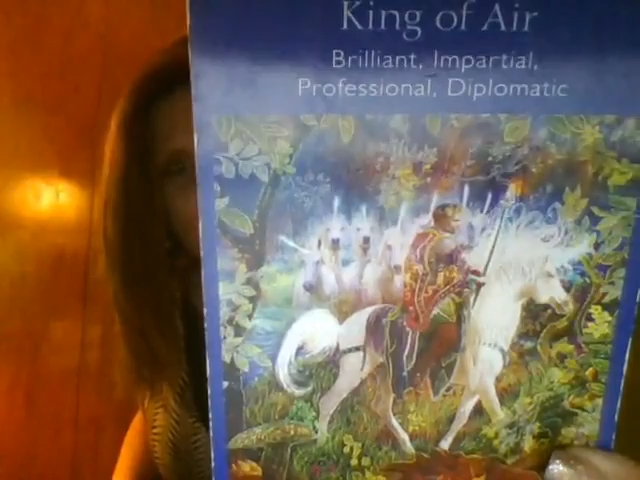 King of Air
Brilliant, Impartial,
Professional, Diplomatic